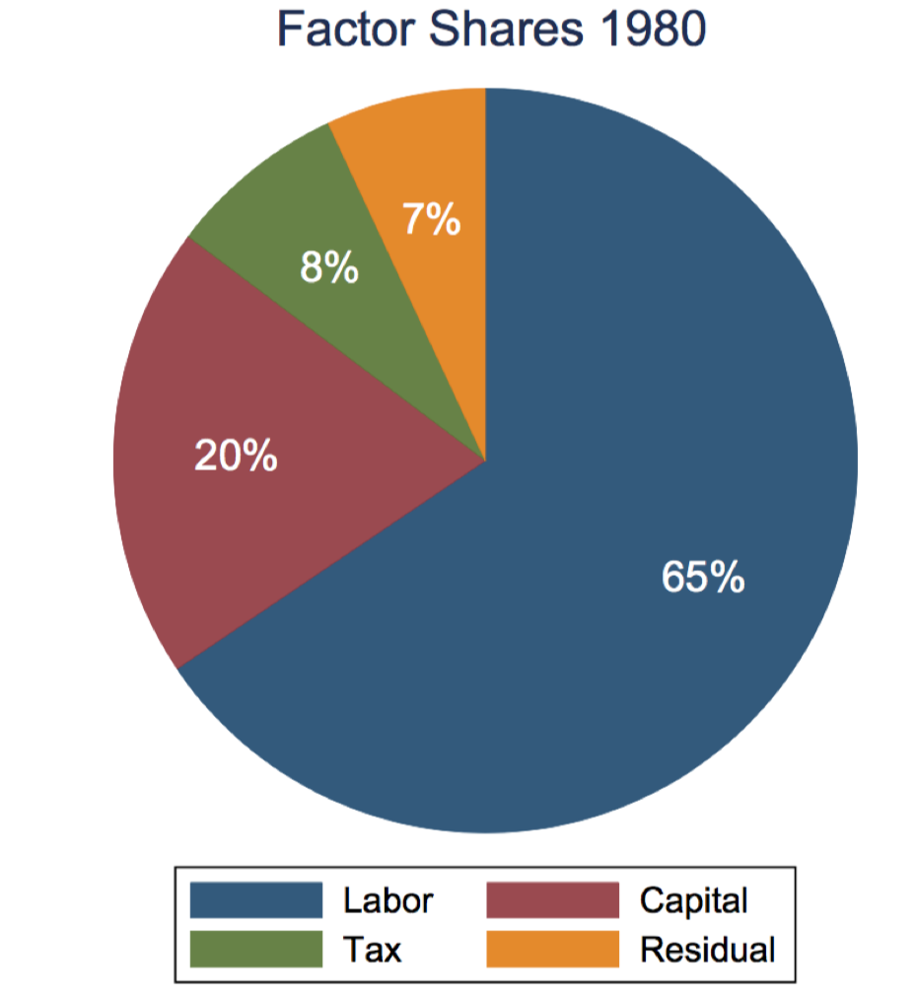 Factor Shares 1980
7%
8%
20%
65%
Labor Capital
Tax Residual